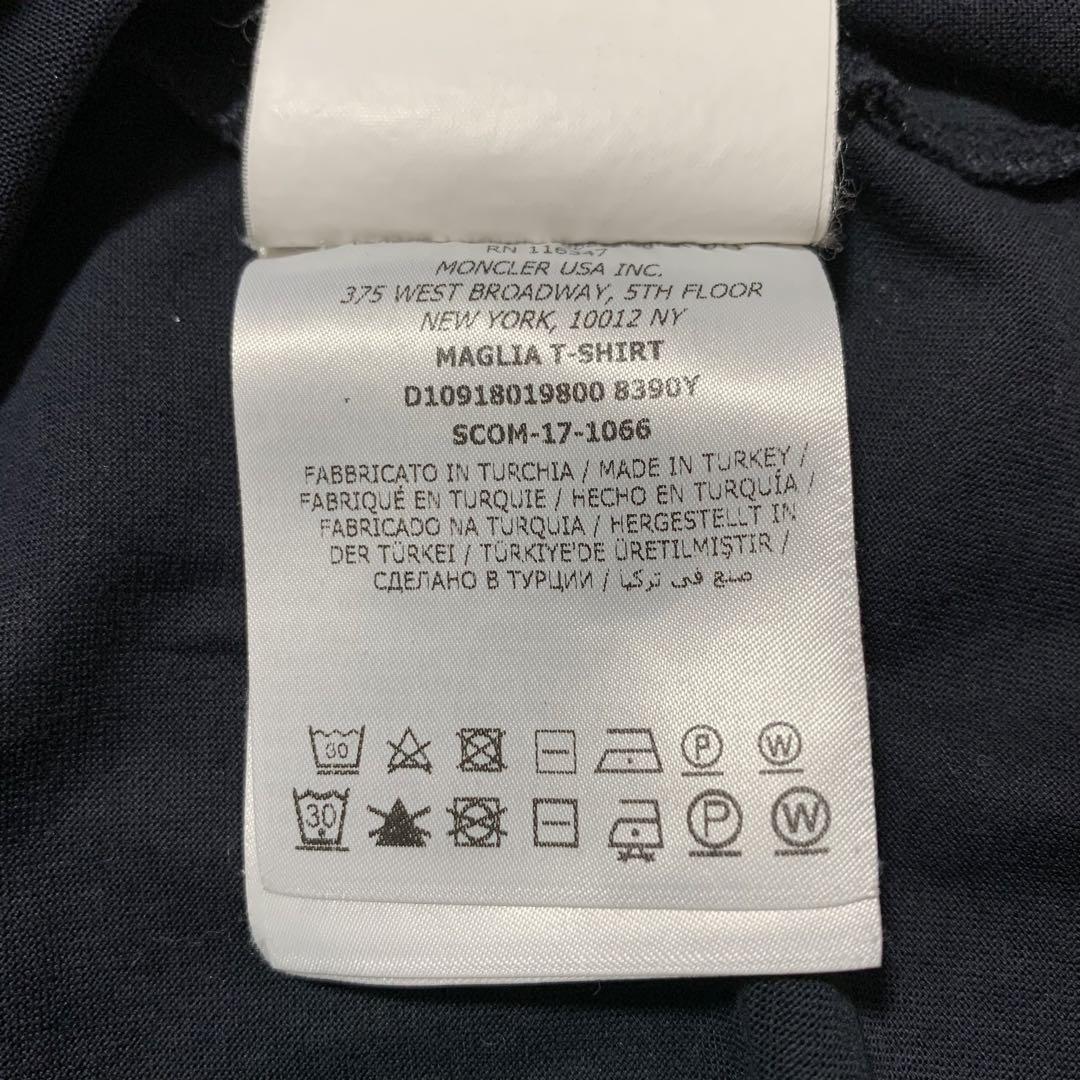 RN 116347
MONCLER USA INC.
375 WEST BROADWAY, 5TH FLOOR
NEW YORK, 10012 NY
MAGLIA T-SHIRT
D10918019800 8390Y
SCOM-17-1066
FABBRICATO IN TURCHIA / MADE IN TURKEY /
FABRIQUÉ EN TURQUIE / HECHO EN TURQUÍA /
FABRICADO NA TURQUIA / HERGESTELLT IN
DER TÜRKEI / TÜRKIYE'DE ÜRETILMIŞTIR /
СДЕЛАНО В ТУРЦИИ / صنع في تركيا
P W
30 P W